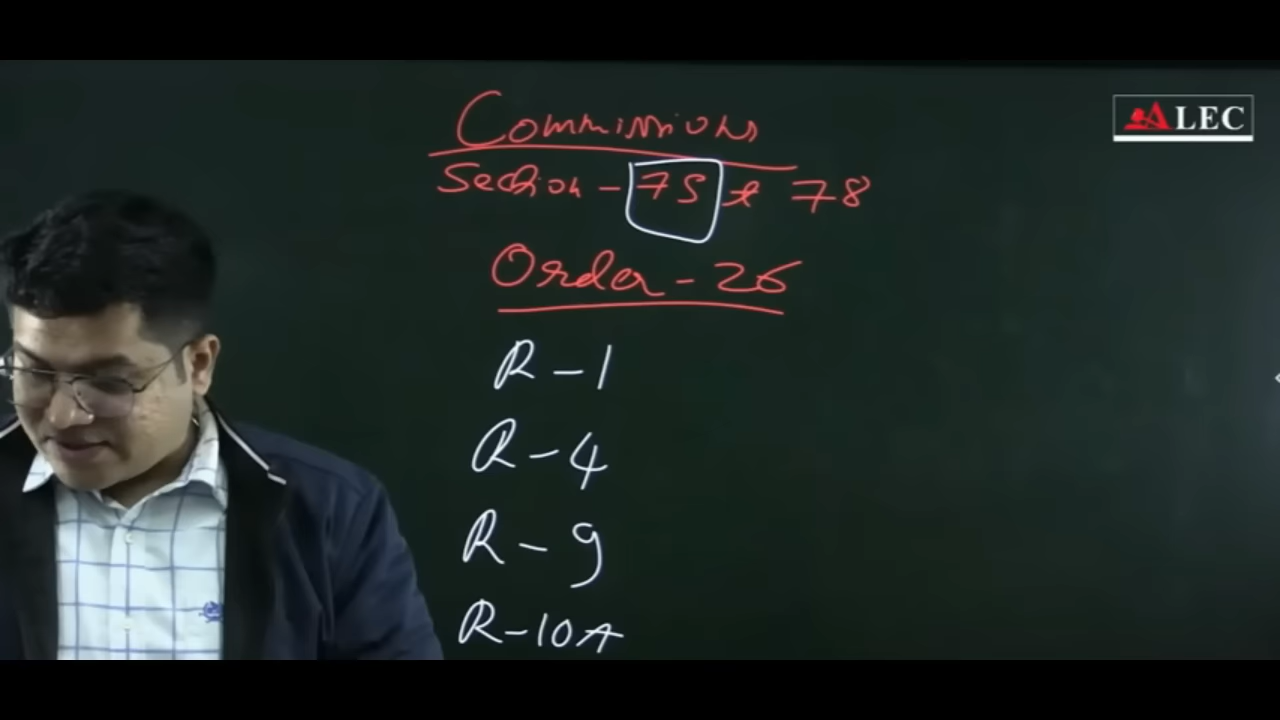 Commissions
ALEC
Section - 75 & 78
Order - 26
R - 1
R - 4
R - 9
R - 10A